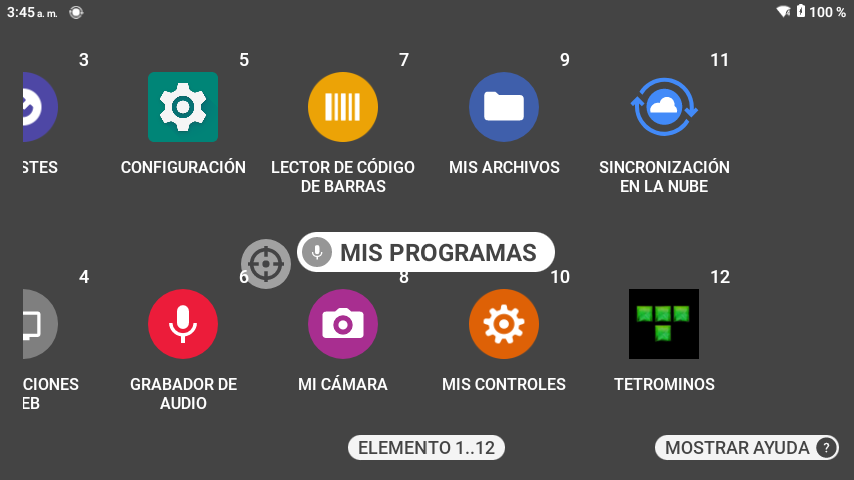 3:45 a. m.
100 %
3
5
7
9
11
STES
CONFIGURACIÓN
LECTOR DE CÓDIGO
DE BARRAS
MIS ARCHIVOS
SINCRONIZACIÓN
EN LA NUBE
MIS PROGRAMAS
4
6
8
10
12
CIONES
EB
GRABADOR DE
AUDIO
MI CÁMARA
MIS CONTROLES
TETROMINOS
ELEMENTO 1..12
MOSTRAR AYUDA ?